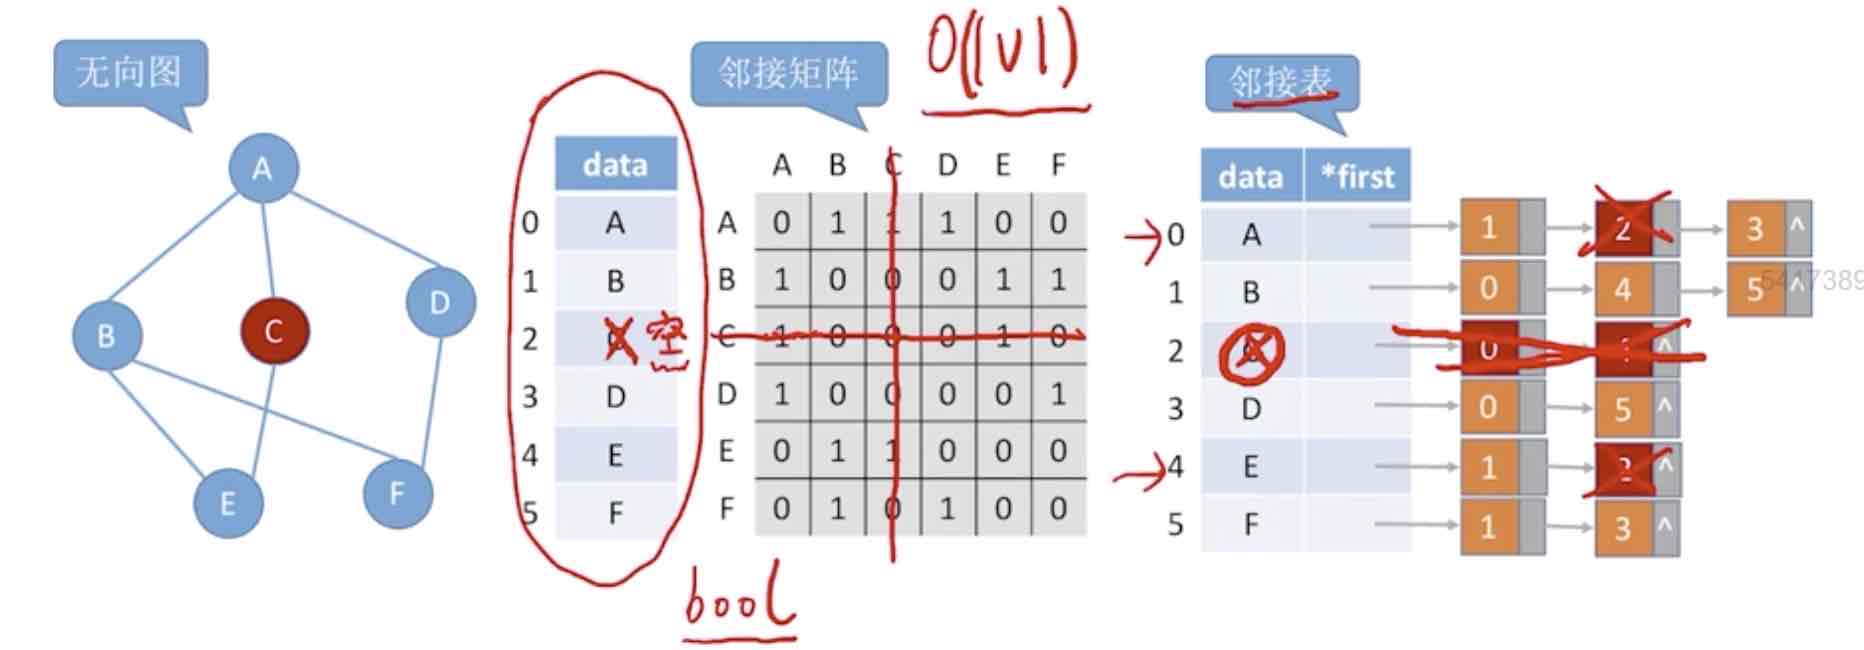 无向图
A
B
C
D
E
F
邻接矩阵
O(|V|)
data
0 A
1 B
2 空
3 D
4 E
5 F
A B C D E F
A 0 1 1 1 0 0
B 1 0 0 0 1 1
C 1 0 0 0 1 0
D 1 0 0 0 0 1
E 0 1 1 0 0 0
F 0 1 0 1 0 0
bool
邻接表
data *first
0 A 1 2 3 ^
1 B 0 4 5 ^
2 0 ^
3 D 0 5 ^
4 E 1 2 ^
5 F 1 3 ^